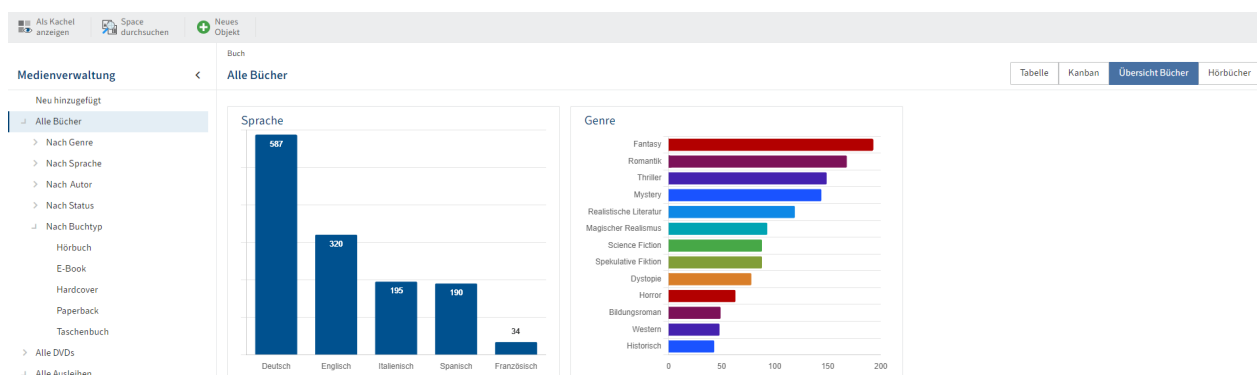 Als Kachel
anzeigen
Space
durchsuchen
Neues
Objekt
Medienverwaltung
Neu hinzugefügt
Alle Bücher
Nach Genre
Nach Sprache
Nach Autor
Nach Status
Nach Buchtyp
Hörbuch
E-Book
Hardcover
Paperback
Taschenbuch
Alle DVDs
Alle Ausleihen
Buch
Alle Bücher
Tabelle
Kanban
Übersicht Bücher
Hörbücher
Sprache
587
320
195
190
34
Deutsch
Englisch
Italienisch
Spanisch
Französisch
Genre
Fantasy
Romantik
Thriller
Mystery
Realistische Literatur
Magischer Realismus
Science Fiction
Spekulative Fiktion
Dystopie
Horror
Bildungsroman
Western
Historisch
0 50 100 150 200